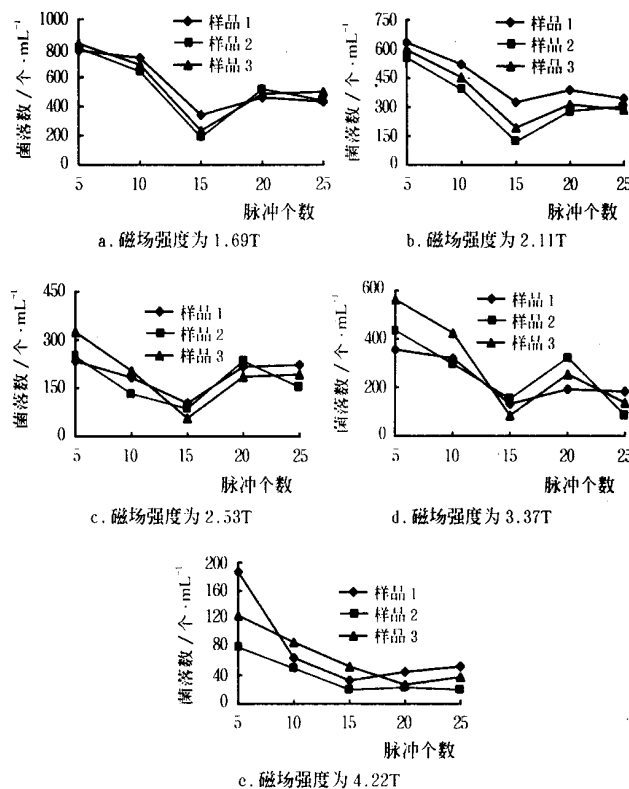 菌落数/个·mL⁻¹
1000
800
600
400
200
0
样品 1
样品 2
样品 3
5 10 15 20 25
脉冲个数
a.磁场强度为1.69T
菌落数/个·mL⁻¹
750
600
450
300
150
0
样品 1
样品 2
样品 3
5 10 15 20 25
脉冲个数
b.磁场强度为2.11T
菌落数/个·mL⁻¹
450
300
150
0
样品 1
样品 2
样品 3
5 10 15 20 25
脉冲个数
c.磁场强度为2.53T
菌落数/个·mL⁻¹
600
400
200
0
样品 1
样品 2
样品 3
5 10 15 20 25
脉冲个数
d.磁场强度为3.37T
菌落数/个·mL⁻¹
200
160
120
80
40
0
样品 1
样品 2
样品 3
5 10 15 20 25
脉冲个数
e.磁场强度为4.22T